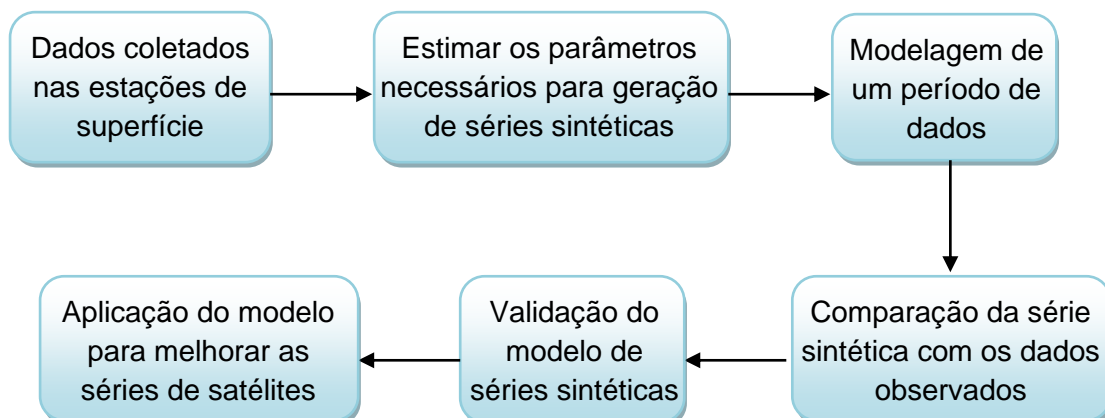 Dados coletados
nas estações de
superfície
Estimar os parâmetros
necessários para geração
de séries sintéticas
Modelagem de
um período de
dados
Comparação da série
sintética com os dados
observados
Validação do
modelo de
séries sintéticas
Aplicação do modelo
para melhorar as
séries de satélites